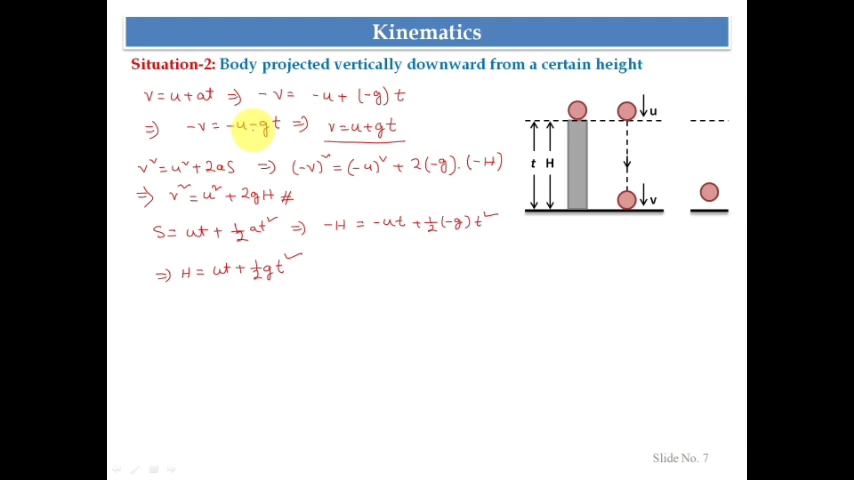 Kinematics
Situation-2: Body projected vertically downward from a certain height
v = u + at ⇒ -v = -u + (-g) t
⇒ -v = -u - gt ⇒ v = u + gt
v² = u² + 2as ⇒ (-v)² = (-u)² + 2(-g).(-H)
⇒ v² = u² + 2gH #
S = ut + ½at² ⇒ -H = -ut + ½(-g)t²
⇒ H = ut + ½gt²
u
t H
v
Slide No. 7